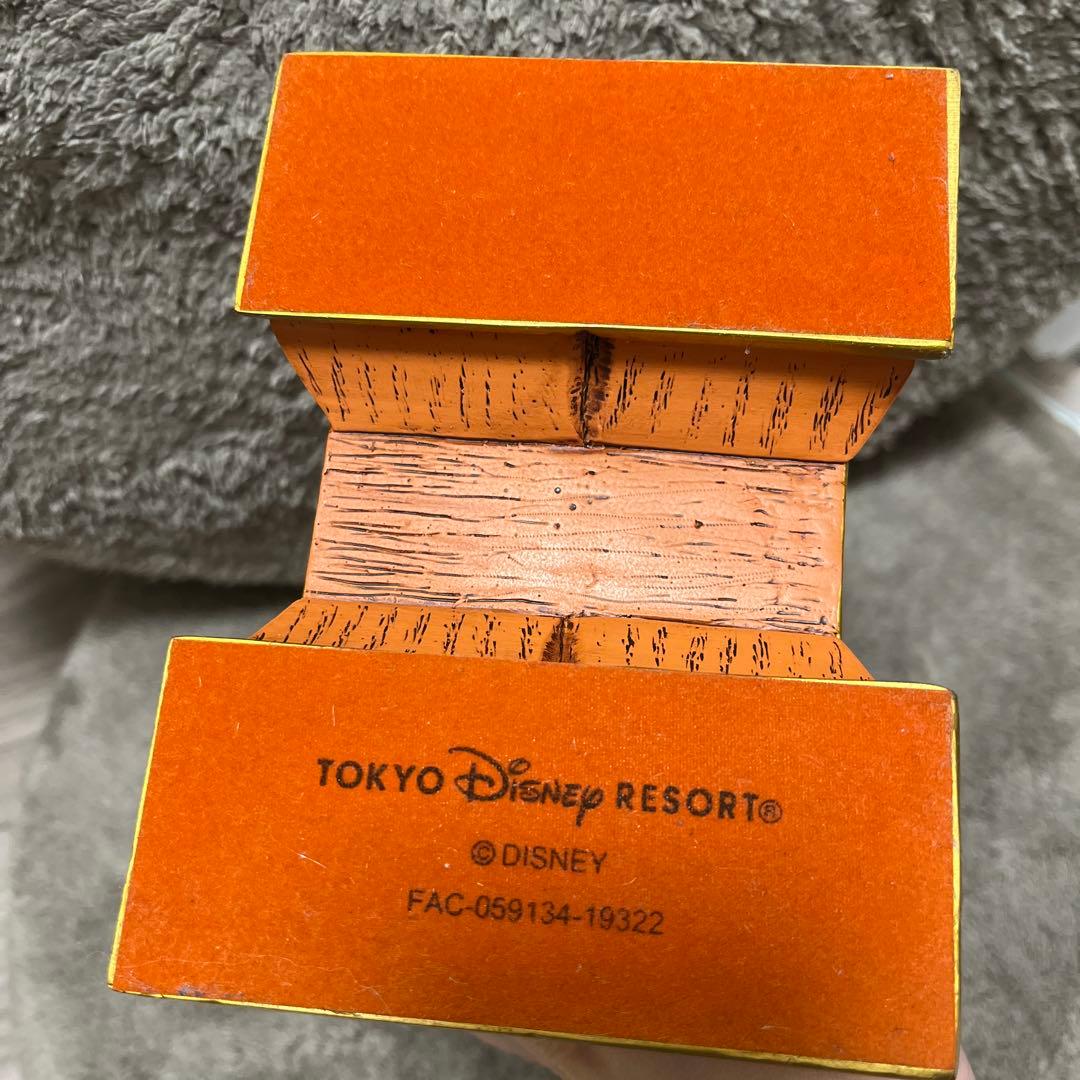 TOKYO Disney RESORT®
©DISNEY
FAC-059134-19322